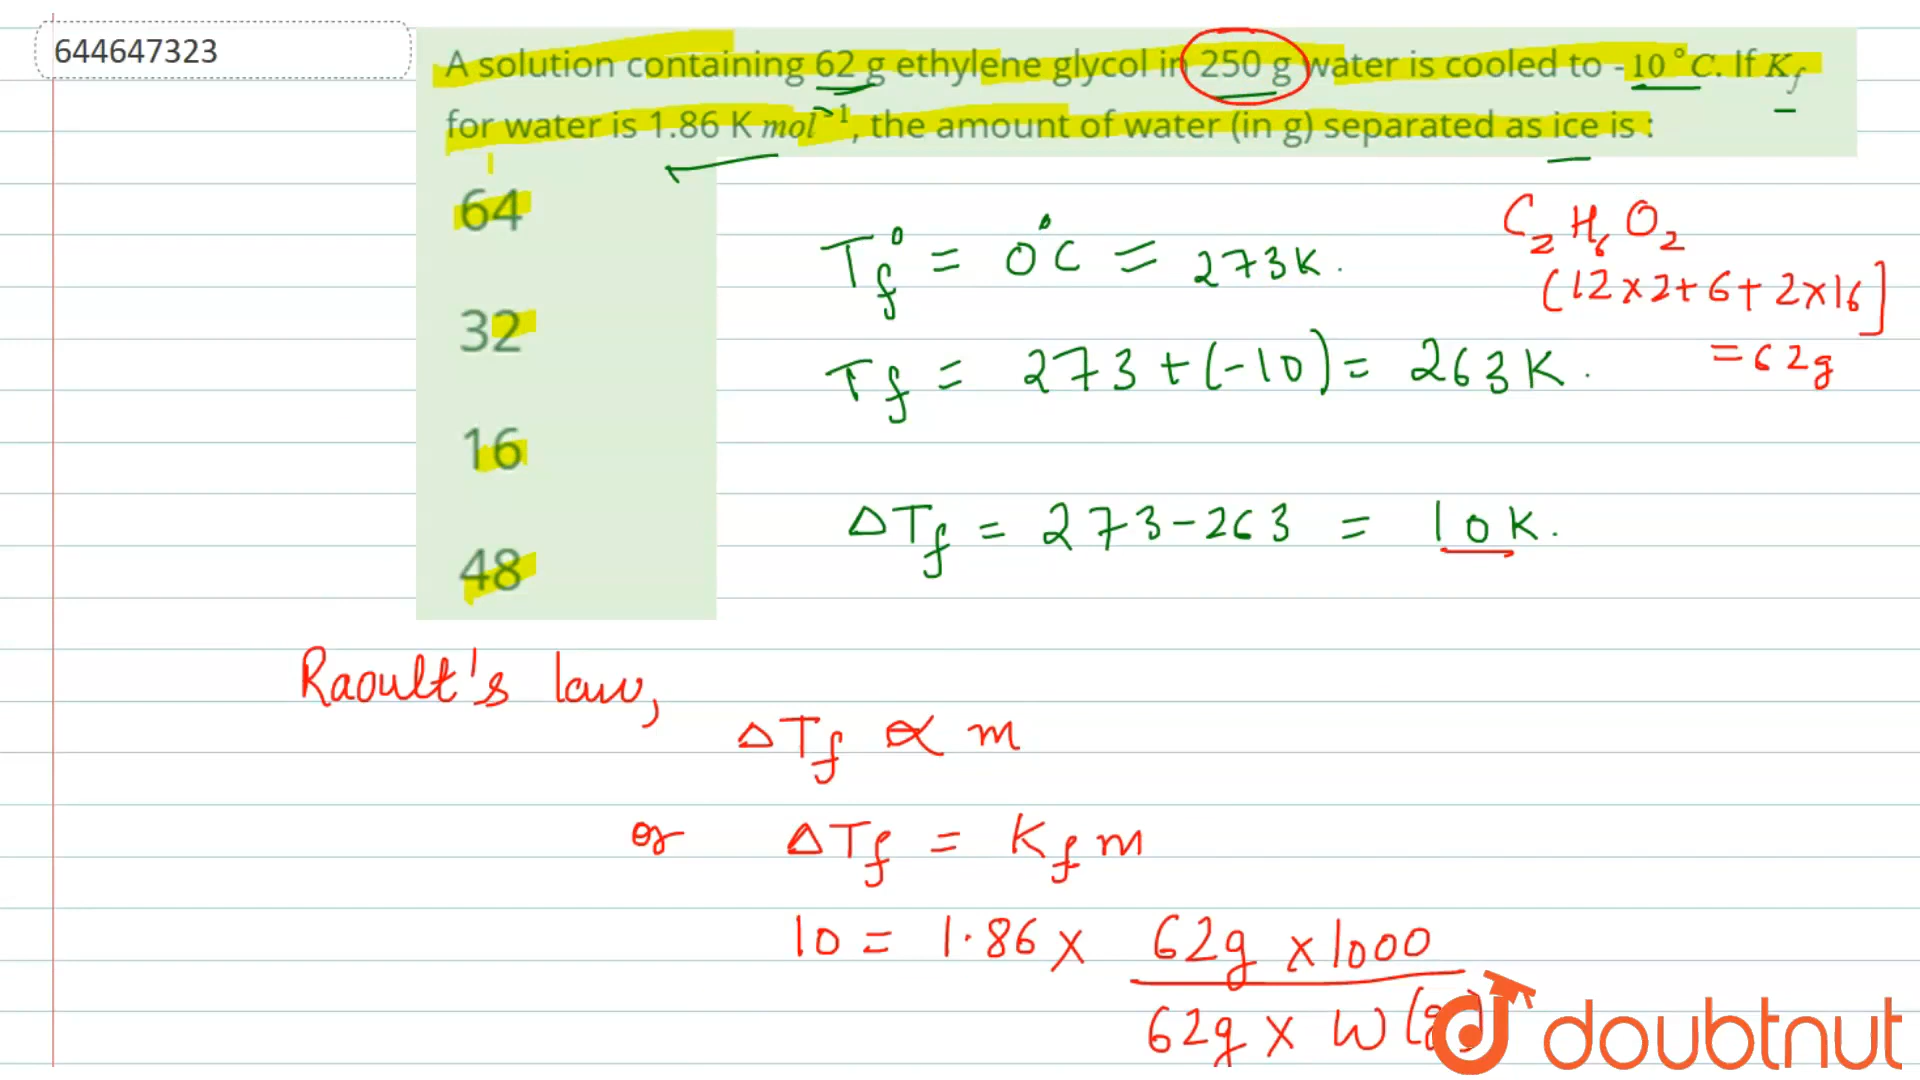 644647323
A solution containing 62 g ethylene glycol in 250 g water is cooled to -10°C. If K_f
for water is 1.86 K mol⁻¹, the amount of water (in g) separated as ice is :
64
32
16
48
T_f° = 0°C = 273K.
C₂H₆O₂
(12×2+6+2×16]
= 62g
T_f = 273+(-10) = 263K.
ΔT_f = 273-263 = 10K.
Raoult's law,
ΔT_f ∝ m
or ΔT_f = K_f m
10 = 1.86 × 62g × 1000
62g × W (g)
doubtnut